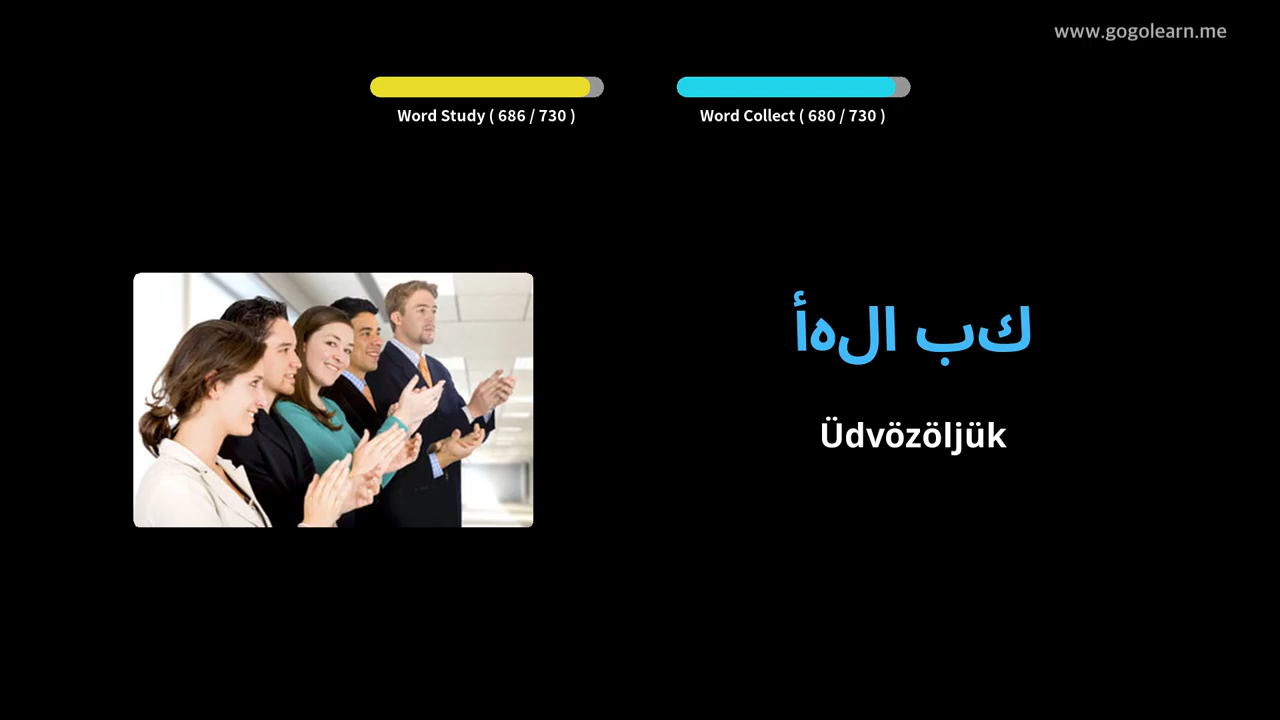 www.gogolearn.me
Word Study ( 686 / 730 )
Word Collect ( 680 / 730 )
أهلا بك
Üdvözöljük